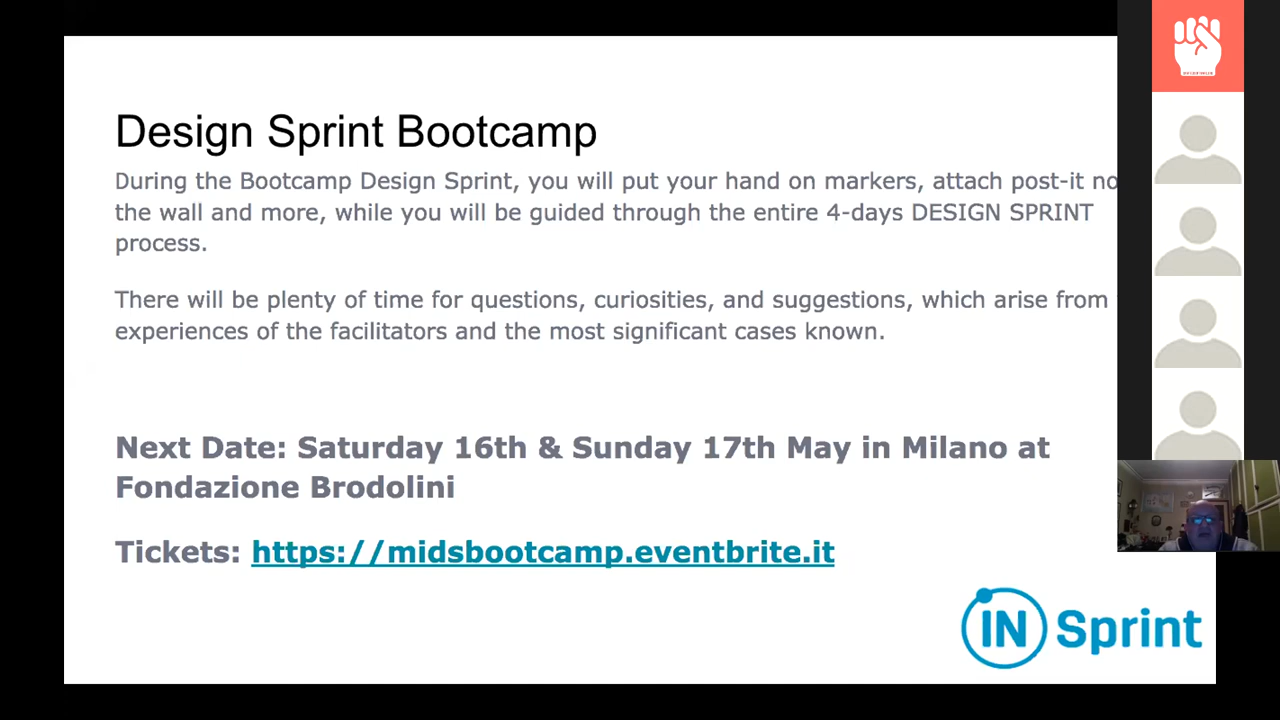 Design Sprint Bootcamp
During the Bootcamp Design Sprint, you will put your hand on markers, attach post-it no
the wall and more, while you will be guided through the entire 4-days DESIGN SPRINT
process.
There will be plenty of time for questions, curiosities, and suggestions, which arise from
experiences of the facilitators and the most significant cases known.
Next Date: Saturday 16th & Sunday 17th May in Milano at
Fondazione Brodolini
Tickets: https://midsbootcamp.eventbrite.it
IN Sprint